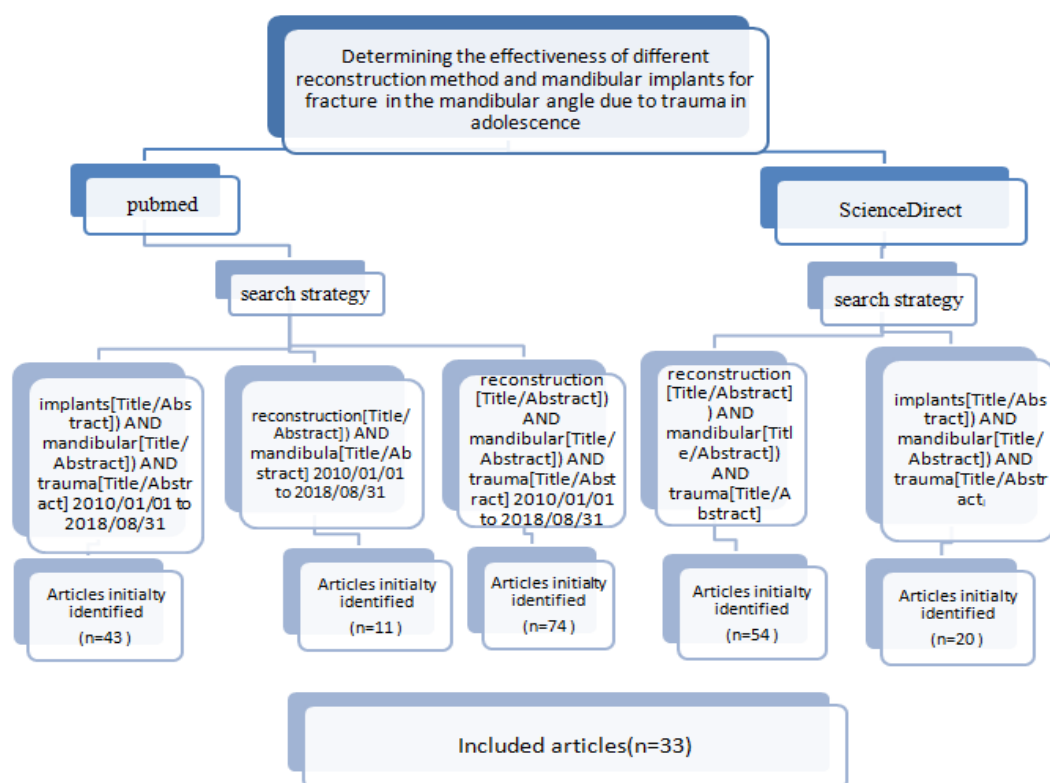 Determining the effectiveness of different
reconstruction method and mandibular implants for
fracture in the mandibular angle due to trauma in
adolescence
pubmed
ScienceDirect
search strategy
search strategy
implants[Title/Abs
tract]) AND
mandibular[Title/
Abstract]) AND
trauma[Title/Abstr
act] 2010/01/01 to
2018/08/31
reconstruction[Title/
Abstract]) AND
mandibula[Title/Ab
stract] 2010/01/01
to 2018/08/31
reconstruction
[Title/Abstract])
AND
mandibular[Title/
Abstract]) AND
trauma[Title/Abst
ract] 2010/01/01
to 2018/08/31
reconstruction
[Title/Abstract]
) AND
mandibular[Titl
e/Abstract])
AND
trauma[Title/A
bstract]
implants[Title/Abs
tract]) AND
mandibular[Title/
Abstract]) AND
trauma[Title/Abstr
act]
Articles initialty
identified
(n=43)
Articles initialty
identified
(n=11 )
Articles initialty
identified
(n=74 )
Articles initialty
identified
(n=54 )
Articles initialty
identified
(n=20 )
Included articles(n=33)